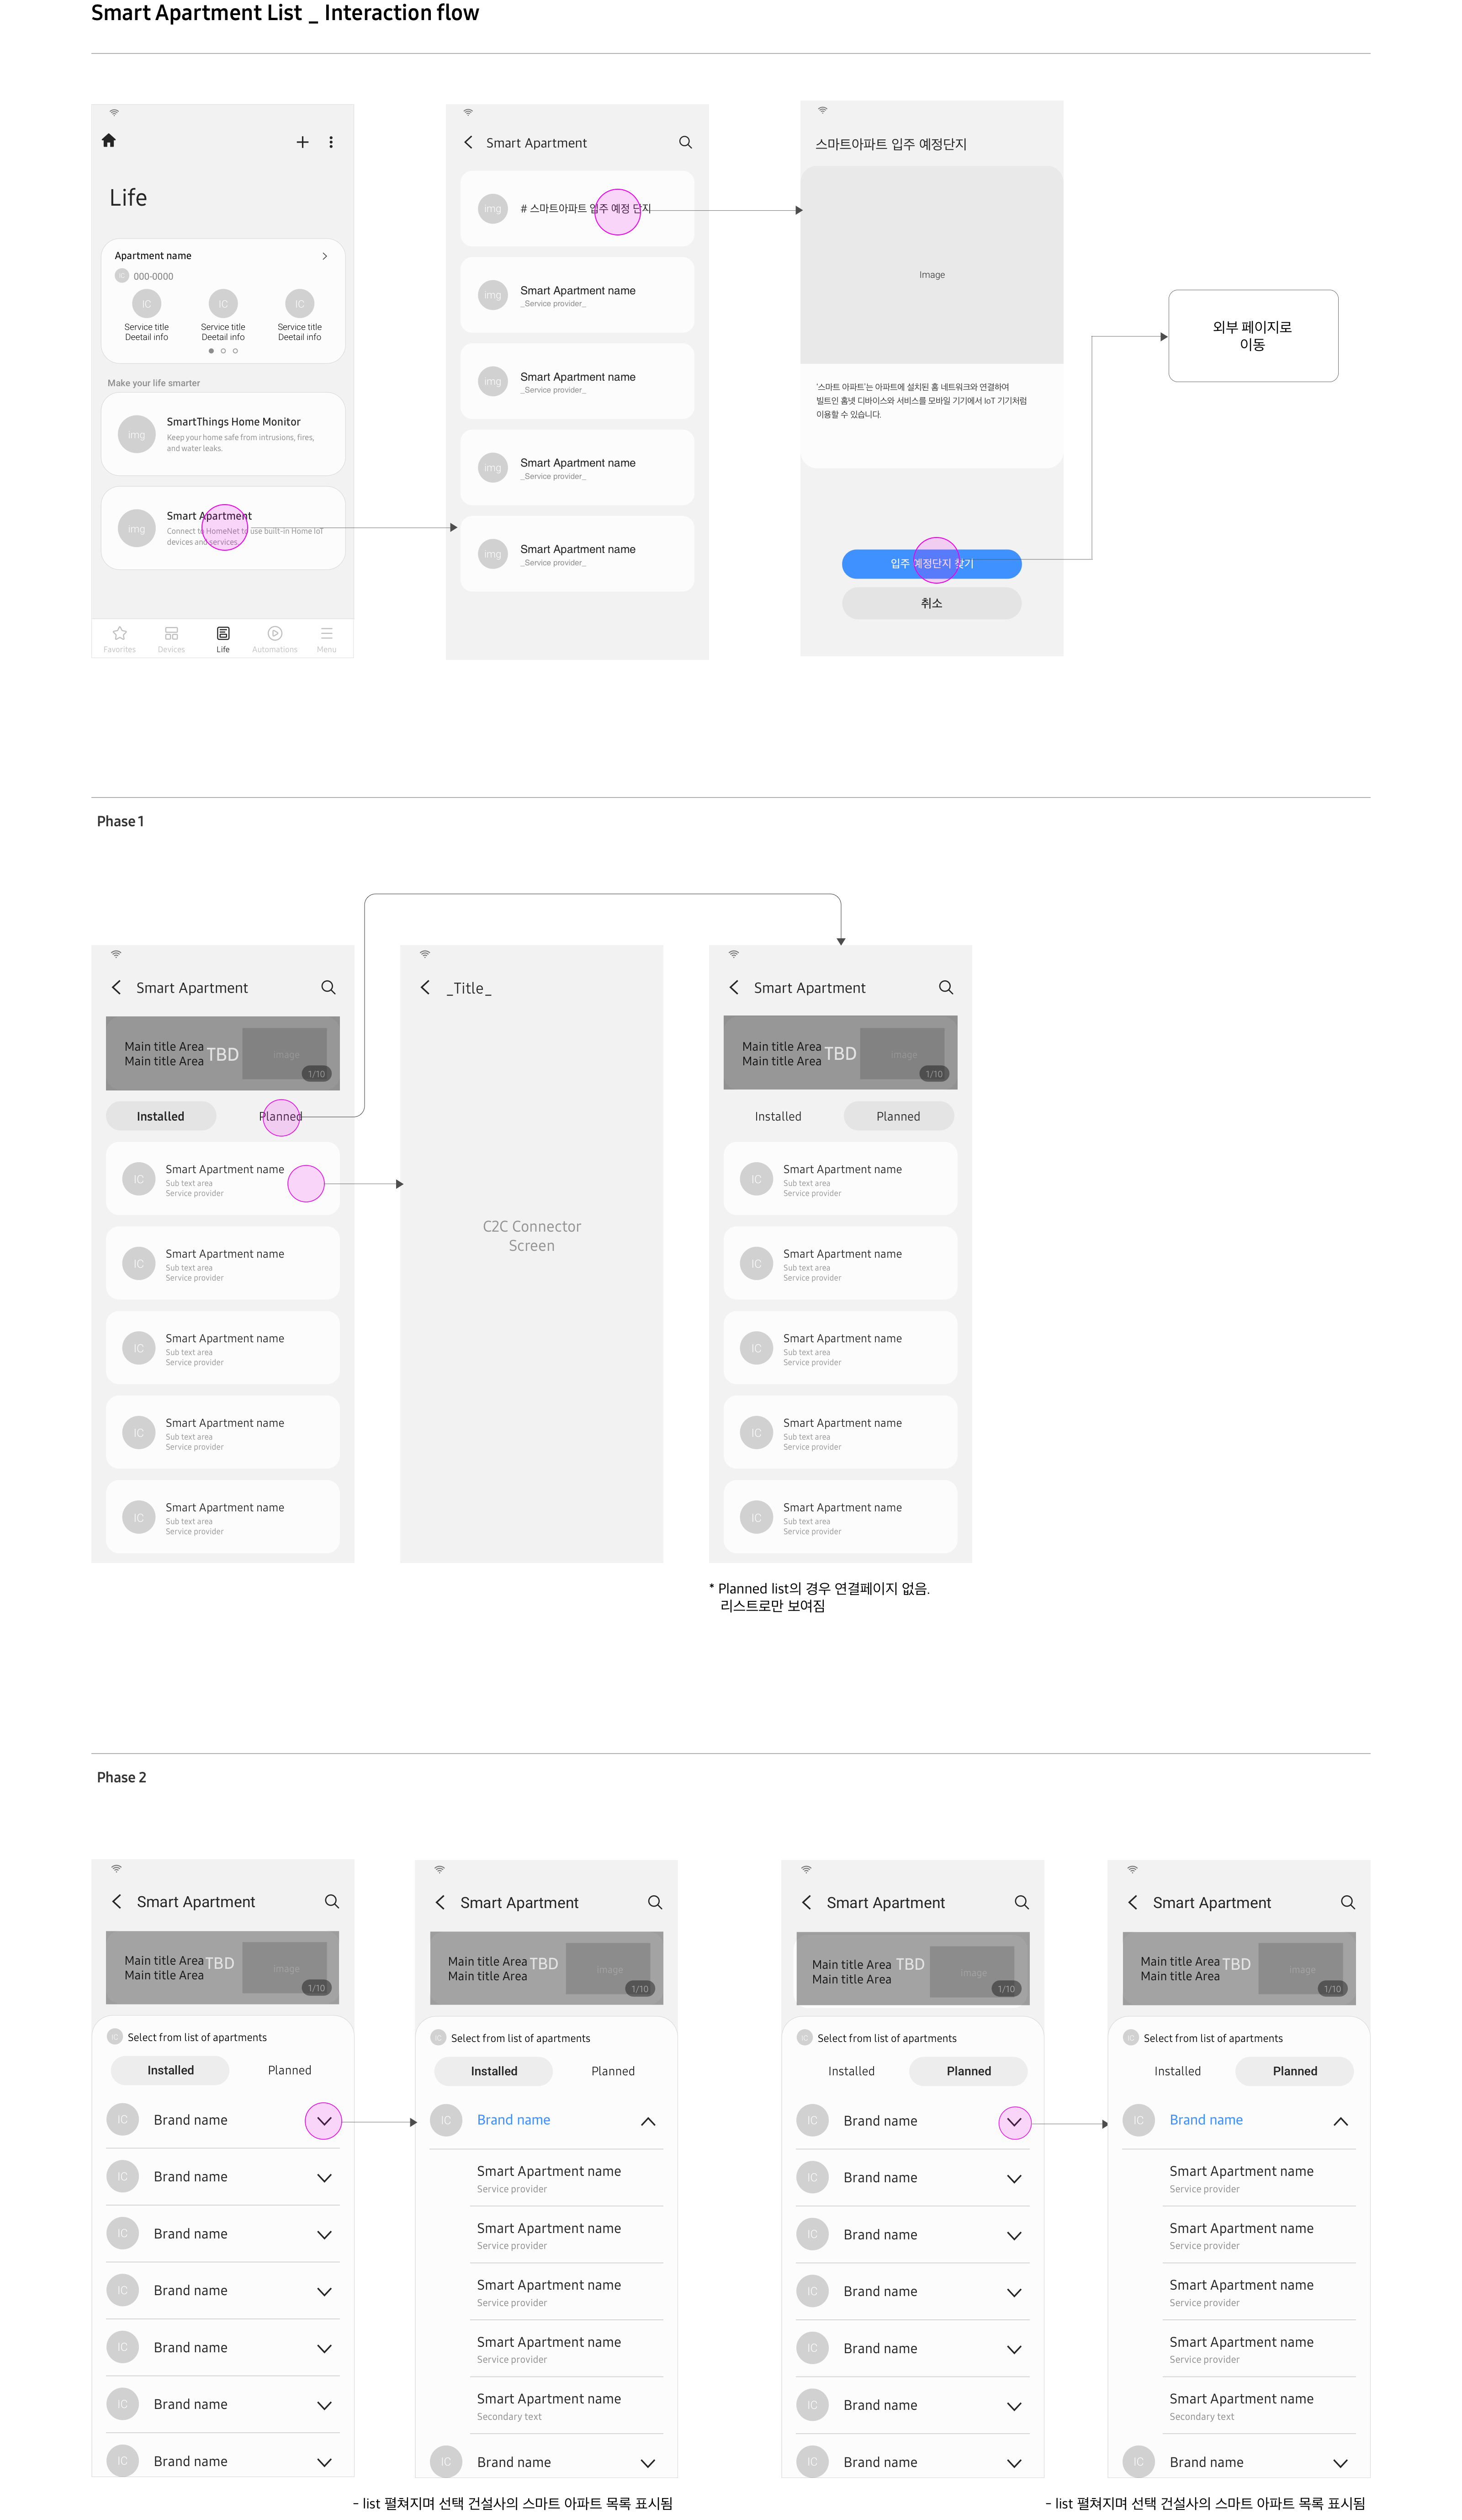 Smart Apartment List _ Interaction flow
Life
Apartment name
IC 000-0000
IC IC IC
Service title Service title Service title
Deetail info Deetail info Deetail info
Make your life smarter
img
SmartThings Home Monitor
Keep your home safe from intrusions, fires,
and water leaks.
img
Smart Apartment
Connect to HomeNet to use built-in Home IoT
devices and services.
Favorites Devices Life Automations Menu
Smart Apartment
img # 스마트아파트 입주 예정 단지
img
Smart Apartment name
_Service provider_
img
Smart Apartment name
_Service provider_
img
Smart Apartment name
_Service provider_
img
Smart Apartment name
_Service provider_
스마트아파트 입주 예정단지
Image
'스마트 아파트'는 아파트에 설치된 홈 네트워크와 연결하여
빌트인 홈넷 디바이스와 서비스를 모바일 기기에서 IoT 기기처럼
이용할 수 있습니다.
입주 예정단지 찾기
취소
외부 페이지로
이동
Phase 1
Smart Apartment
Main title Area
Main title Area
TBD
image
1/10
Installed Planned
IC
Smart Apartment name
Sub text area
Service provider
IC
Smart Apartment name
Sub text area
Service provider
IC
Smart Apartment name
Sub text area
Service provider
IC
Smart Apartment name
Sub text area
Service provider
IC
Smart Apartment name
Sub text area
Service provider
_Title_
C2C Connector
Screen
Smart Apartment
Main title Area
Main title Area
TBD
image
1/10
Installed Planned
IC
Smart Apartment name
Sub text area
Service provider
IC
Smart Apartment name
Sub text area
Service provider
IC
Smart Apartment name
Sub text area
Service provider
IC
Smart Apartment name
Sub text area
Service provider
IC
Smart Apartment name
Sub text area
Service provider
* Planned list의 경우 연결페이지 없음.
리스트로만 보여짐
Phase 2
Smart Apartment
Main title Area
Main title Area
TBD
image
1/10
IC Select from list of apartments
Installed Planned
IC Brand name
IC Brand name
IC Brand name
IC Brand name
IC Brand name
IC Brand name
IC Brand name
Smart Apartment
Main title Area
Main title Area
TBD
image
1/10
IC Select from list of apartments
Installed Planned
IC Brand name
Smart Apartment name
Service provider
Smart Apartment name
Service provider
Smart Apartment name
Service provider
Smart Apartment name
Service provider
Smart Apartment name
Secondary text
IC Brand name
- list 펼쳐지며 선택 건설사의 스마트 아파트 목록 표시됨
Smart Apartment
Main title Area
Main title Area
TBD
image
1/10
IC Select from list of apartments
Installed Planned
IC Brand name
IC Brand name
IC Brand name
IC Brand name
IC Brand name
IC Brand name
IC Brand name
Smart Apartment
Main title Area
Main title Area
TBD
image
1/10
IC Select from list of apartments
Installed Planned
IC Brand name
Smart Apartment name
Service provider
Smart Apartment name
Service provider
Smart Apartment name
Service provider
Smart Apartment name
Service provider
Smart Apartment name
Secondary text
IC Brand name
- list 펼쳐지며 선택 건설사의 스마트 아파트 목록 표시됨